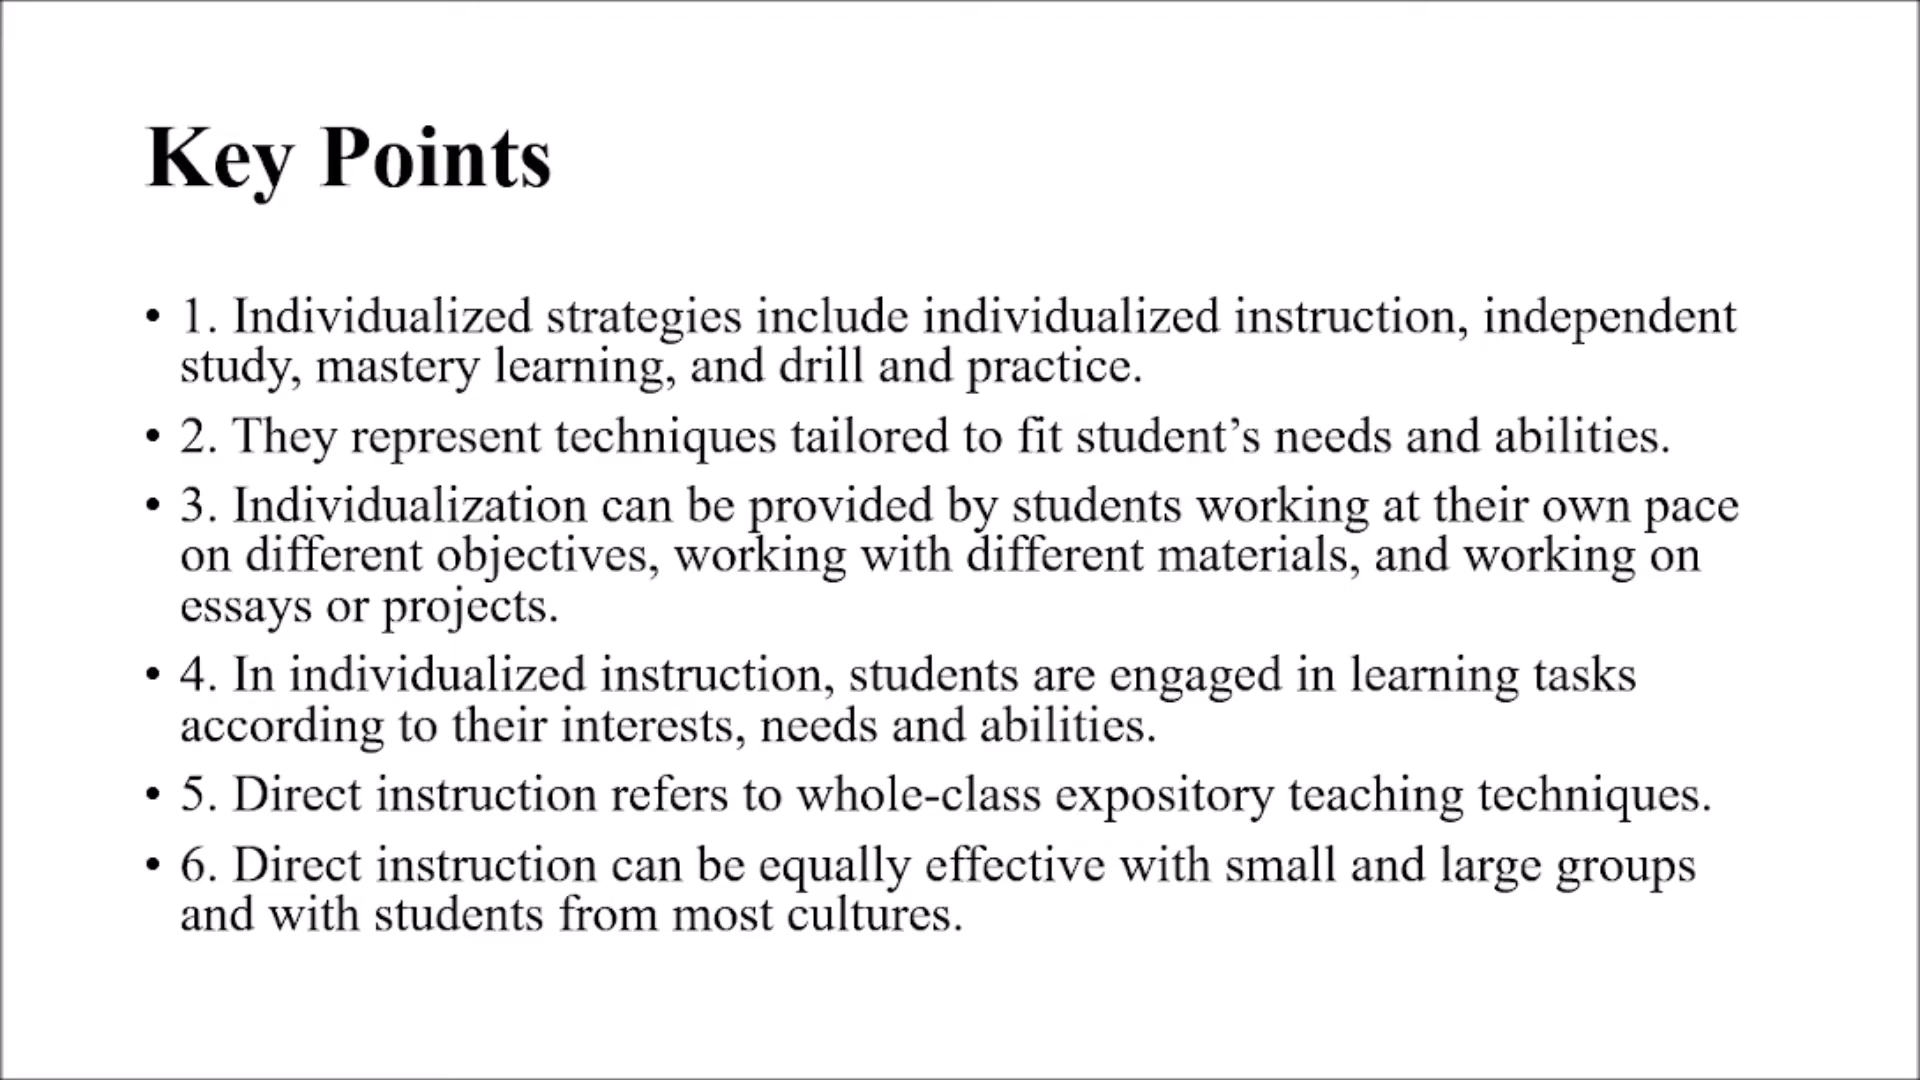 Key Points
• 1. Individualized strategies include individualized instruction, independent
study, mastery learning, and drill and practice.
• 2. They represent techniques tailored to fit student’s needs and abilities.
• 3. Individualization can be provided by students working at their own pace
on different objectives, working with different materials, and working on
essays or projects.
• 4. In individualized instruction, students are engaged in learning tasks
according to their interests, needs and abilities.
• 5. Direct instruction refers to whole-class expository teaching techniques.
• 6. Direct instruction can be equally effective with small and large groups
and with students from most cultures.